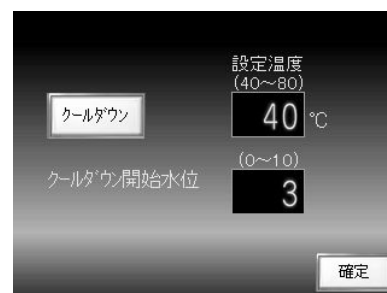 設定温度
(40～80)
ｸｰﾙﾀﾞｳﾝ
40 ℃
(0～10)
ｸｰﾙﾀﾞｳﾝ開始水位
3
確定